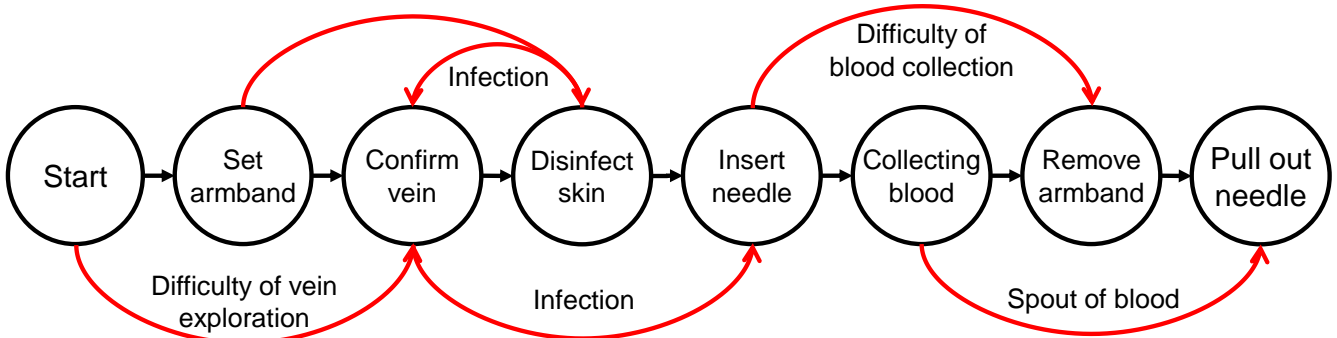 Difficulty of
blood collection
Infection
Start
Set
armband
Confirm
vein
Disinfect
skin
Insert
needle
Collecting
blood
Remove
armband
Pull out
needle
Difficulty of vein
exploration
Infection
Spout of blood